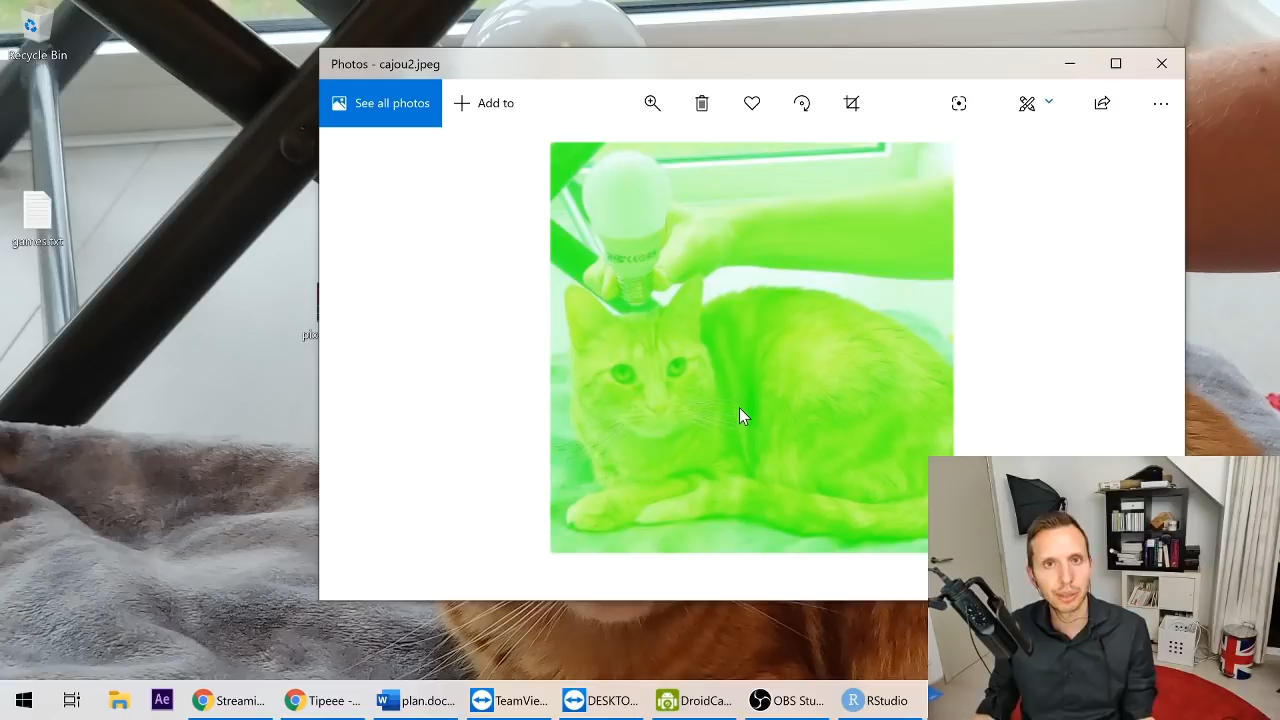 Recycle Bin
Photos - cajou2.jpeg
See all photos
Add to
games.txt
Streami...
Tipeee -...
plan.doc...
TeamVie...
DESKTO...
DroidCa...
OBS Stu...
RStudio